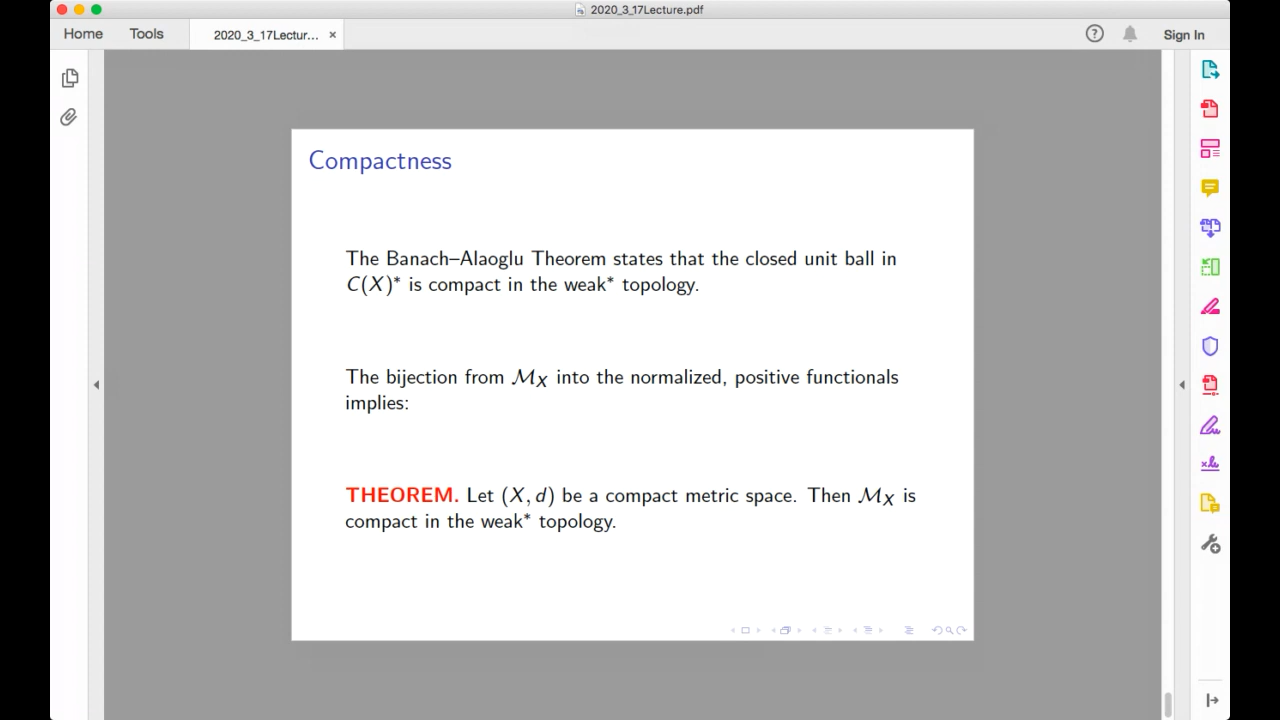 2020_3_17Lecture.pdf
Home Tools 2020_3_17Lectur... × Sign In
Compactness
The Banach–Alaoglu Theorem states that the closed unit ball in
C(X)* is compact in the weak* topology.
The bijection from ℳX into the normalized, positive functionals
implies:
THEOREM. Let (X, d) be a compact metric space. Then ℳX is
compact in the weak* topology.